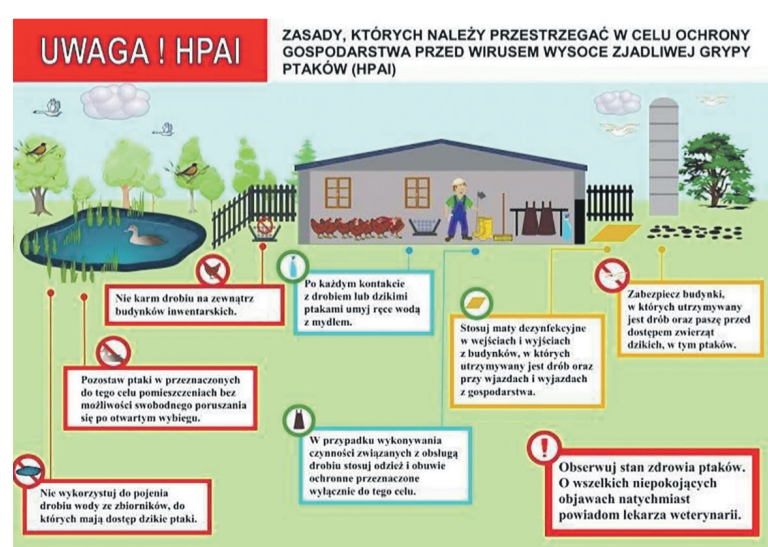 UWAGA ! HPAI
ZASADY, KTÓRYCH NALEŻY PRZESTRZEGAĆ W CELU OCHRONY
GOSPODARSTWA PRZED WIRUSEM WYSOCE ZJADLIWEJ GRYPY
PTAKÓW (HPAI)
Nie karm drobiu na zewnątrz
budynków inwentarskich.
Po każdym kontakcie
z drobiem lub dzikimi
ptakami umyj ręce wodą
z mydłem.
Stosuj maty dezynfekcyjne
w wejściach i wyjściach
z budynków, w których
utrzymywany jest drób oraz
przy wjazdach i wyjazdach
z gospodarstwa.
Zabezpiecz budynki,
w których utrzymywany
jest drób oraz paszę przed
dostępem zwierząt
dzikich, w tym ptaków.
Pozostaw ptaki w przeznaczonych
do tego celu pomieszczeniach bez
możliwości swobodnego poruszania
się po otwartym wybiegu.
W przypadku wykonywania
czynności związanych z obsługą
drobiu stosuj odzież i obuwie
ochronne przeznaczone
wyłącznie do tego celu.
Nie wykorzystuj do pojenia
drobiu wody ze zbiorników, do
których mają dostęp dzikie ptaki.
Obserwuj stan zdrowia ptaków.
O wszelkich niepokojących
objawach natychmiast
powiadom lekarza weterynarii.